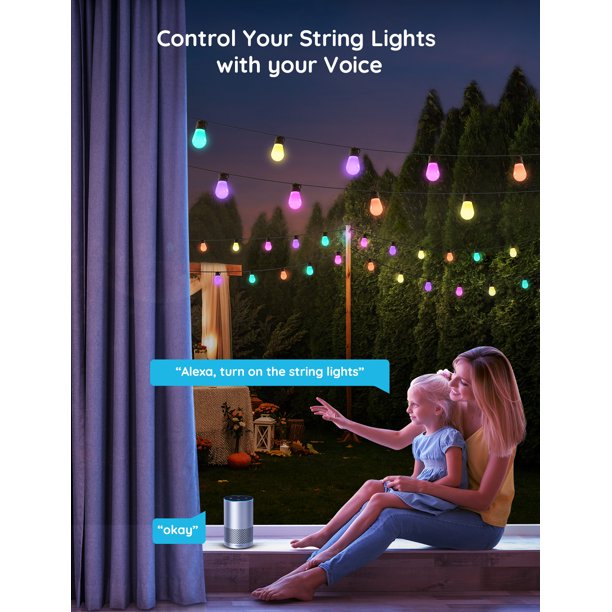 Control Your String Lights
with your Voice
“Alexa, turn on the string lights”
“okay”